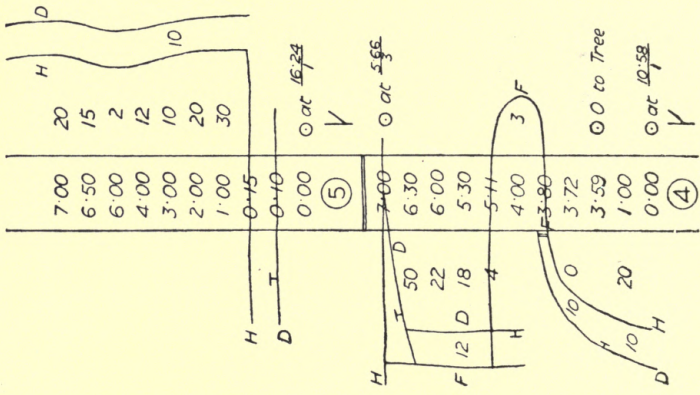 H D
7·00 20
6·50 15
6·00 2
4·00 12
3·00 10 10
2·00 20
1·00 30
H 0·15
D 0·10
0·00 ⊙ at 16·24/1
5
H 7·00 ⊙ at 5·66/3
D
50 6·30
22 6·00
F 12 D 18 5·30
4 5·11
H 4·00 3 F
F 3·80
10 0 3·72
H 3·59 ⊙ 0 to Tree
10 20 1·00
D H 0·00 ⊙ at 10·58/1
4